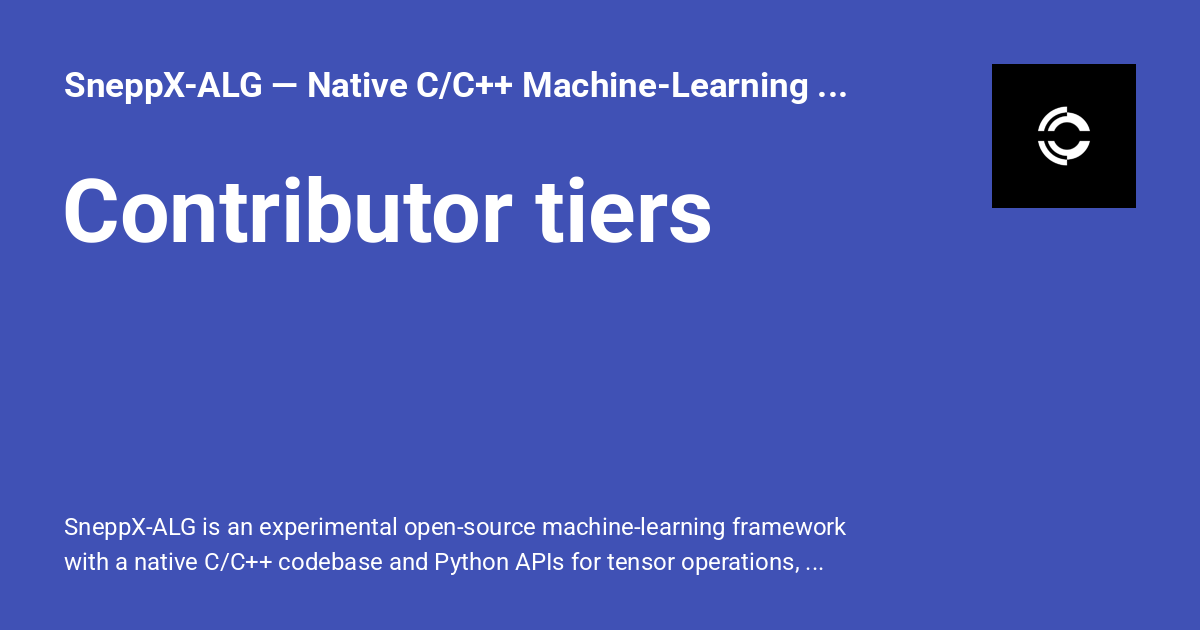 SneppX-ALG — Native C/C++ Machine-Learning ...
Contributor tiers
SneppX-ALG is an experimental open-source machine-learning framework
with a native C/C++ codebase and Python APIs for tensor operations, ...